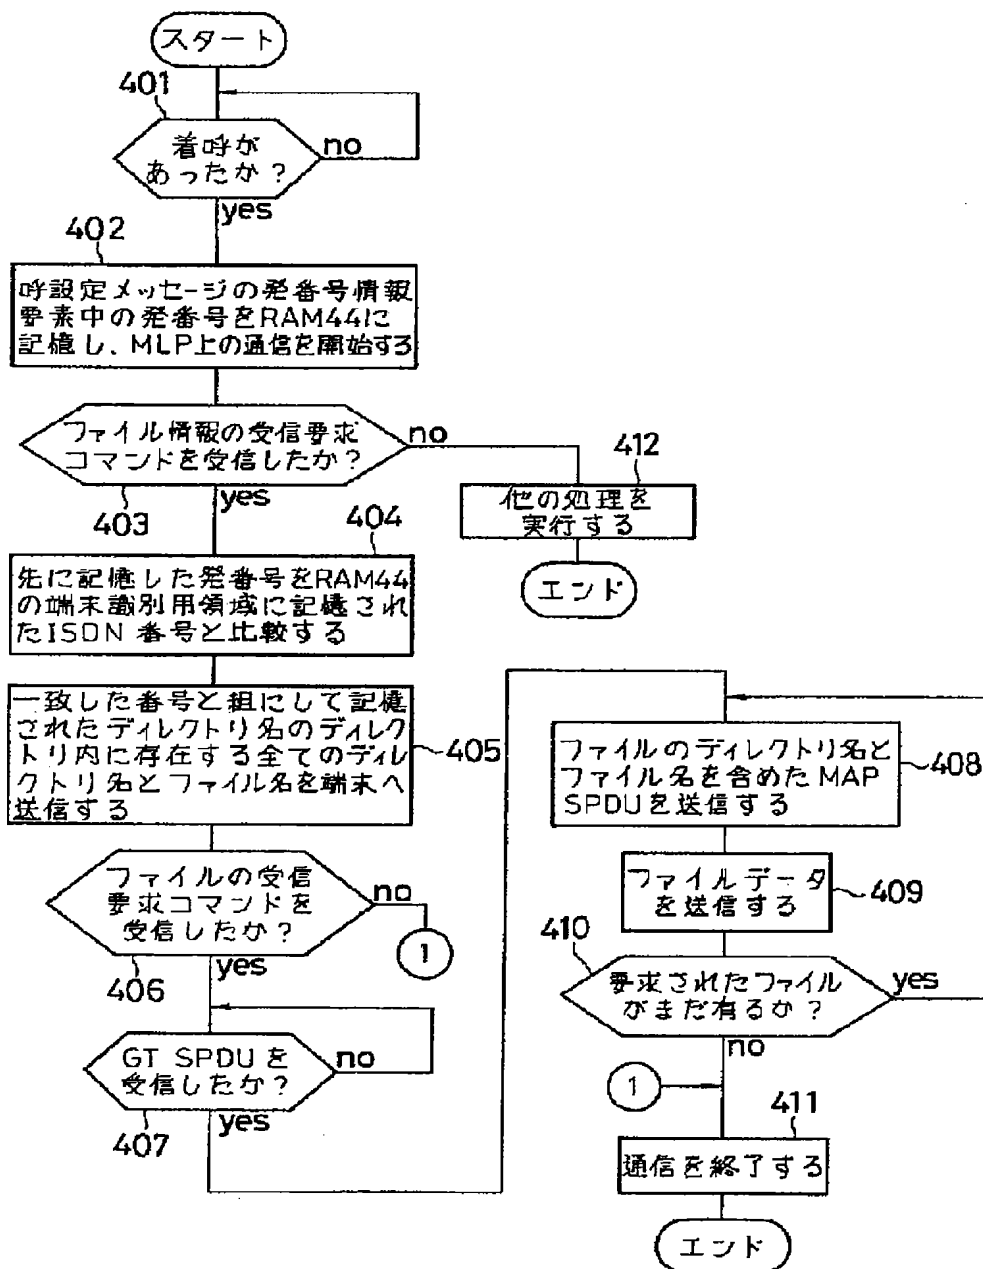 スタート
401
着呼が
あったか?
no
yes
402
呼設定メッセージの発番号情報
要素中の発番号をRAM44に
記憶し、MLP上の通信を開始する
ファイル情報の受信要求
コマンドを受信したか?
no
yes
403
412
他の処理を
実行する
エンド
404
先に記憶した発番号をRAM44
の端末識別用領域に記憶され
たISDN 番号と比較する
一致した番号と組にして記憶
されたディレクトリ名のディレク
トリ内に存在する全てのディレ
クトリ名とファイル名を端末へ
送信する
405
ファイルの受信
要求コマンドを
受信したか?
no
1
yes
406
GT SPDU を
受信したか?
no
yes
407
ファイルのディレクトリ名と
ファイル名を含めた MAP
SPDUを送信する
408
ファイルデータ
を送信する
409
410
要求されたファイル
がまだ有るか?
yes
no
1
411
通信を終了する
エンド